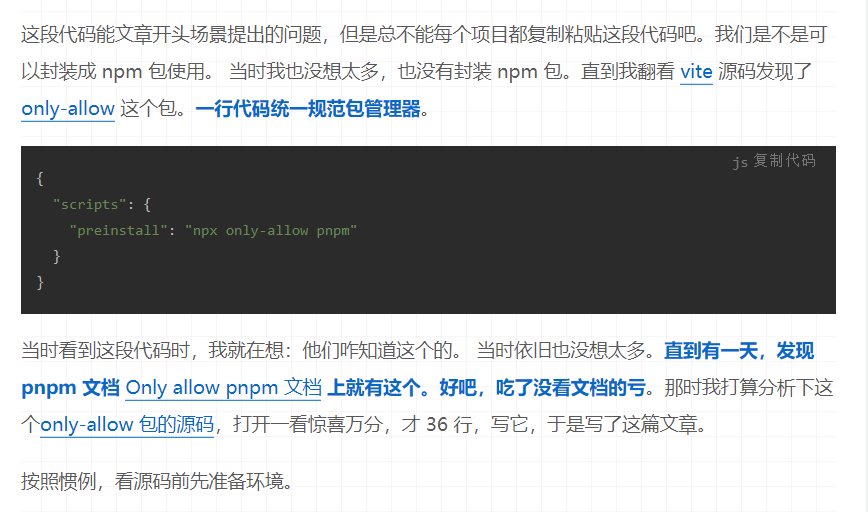 这段代码能文章开头场景提出的问题，但是总不能每个项目都复制粘贴这段代码吧。我们是不是可
以封装成 npm 包使用。 当时我也没想太多，也没有封装 npm 包。直到我翻看 vite 源码发现了
only-allow 这个包。一行代码统一规范包管理器。
js 复制代码
{
  "scripts": {
    "preinstall": "npx only-allow pnpm"
  }
}
当时看到这段代码时，我就在想：他们咋知道这个的。 当时依旧也没想太多。直到有一天，发现
pnpm 文档 Only allow pnpm 文档 上就有这个。好吧，吃了没看文档的亏。那时我打算分析下这
个only-allow 包的源码，打开一看惊喜万分，才 36 行，写它，于是写了这篇文章。
按照惯例，看源码前先准备环境。